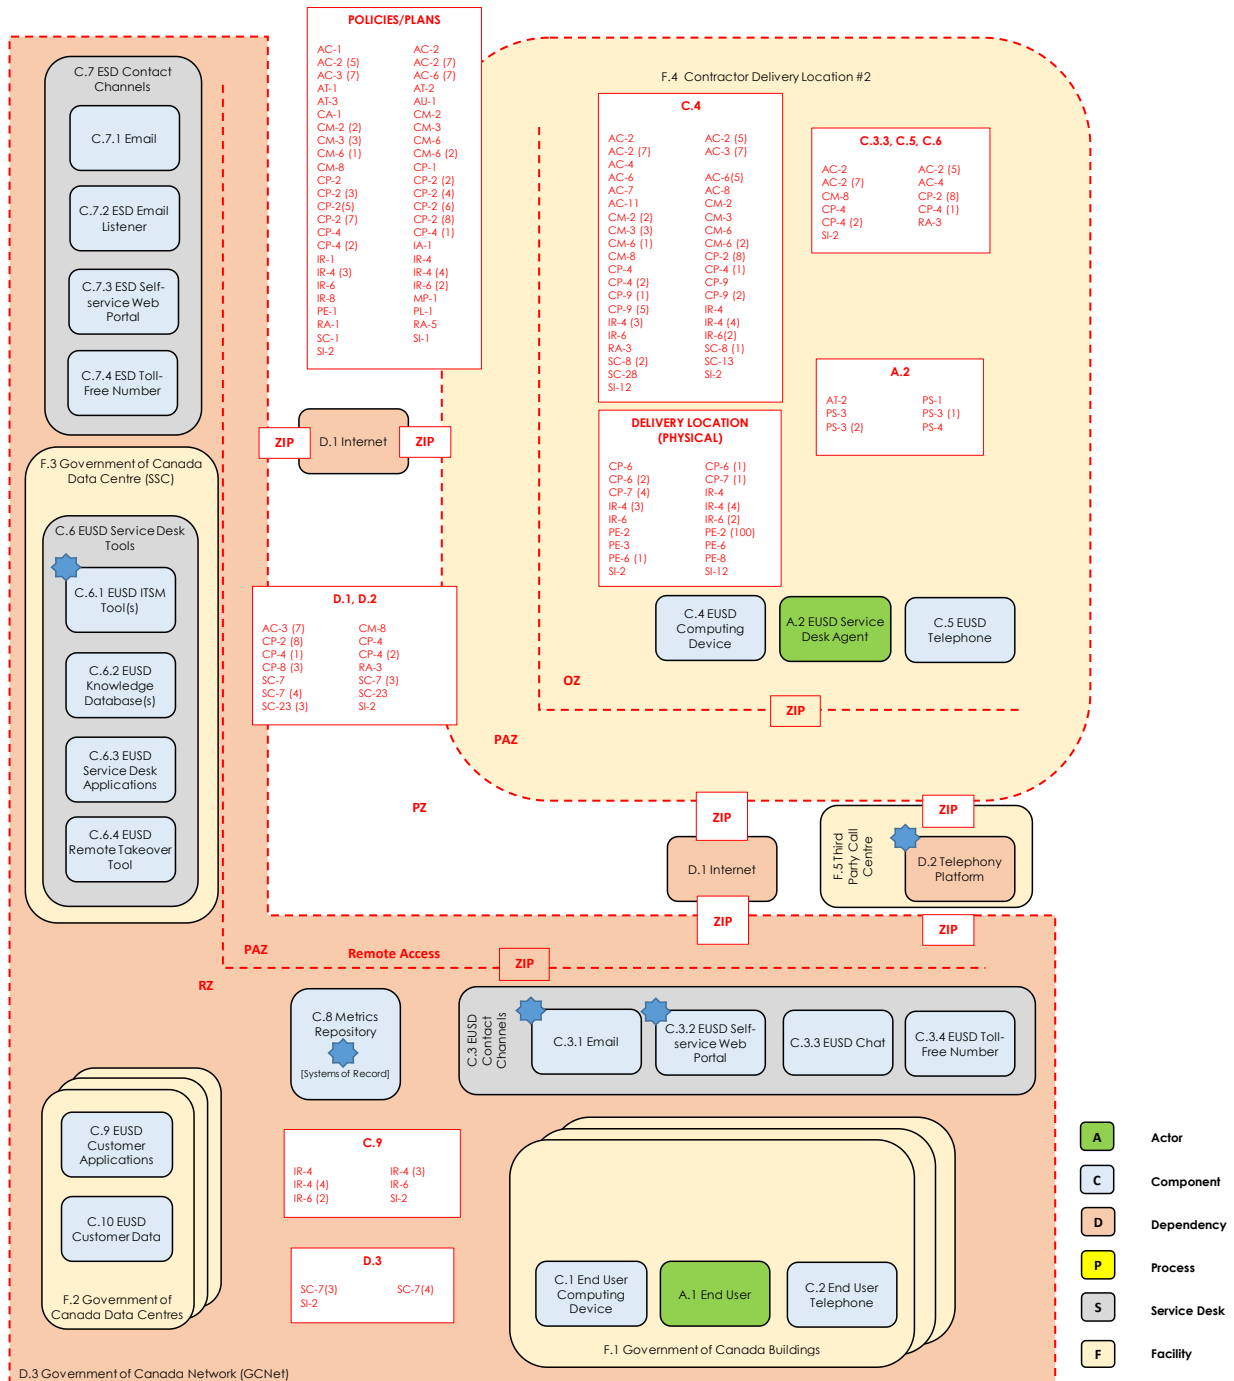 POLICIES/PLANS
AC-1 AC-2
AC-2 (5) AC-2 (7)
AC-3 (7) AC-6 (7)
AT-1 AT-2
AT-3 AU-1
CA-1 CM-2
CM-2 (2) CM-3
CM-3 (3) CM-6
CM-6 (1) CM-6 (2)
CM-8 CP-1
CP-2 CP-2 (2)
CP-2 (3) CP-2 (4)
CP-2(5) CP-2 (6)
CP-2 (7) CP-2 (8)
CP-4 CP-4 (1)
CP-4 (2) IA-1
IR-1 IR-4
IR-4 (3) IR-4 (4)
IR-6 IR-6 (2)
IR-8 MP-1
PE-1 PL-1
RA-1 RA-5
SC-1 SI-1
SI-2
C.7 ESD Contact
Channels
C.7.1 Email
C.7.2 ESD Email
Listener
C.7.3 ESD Self-
service Web
Portal
C.7.4 ESD Toll-
Free Number
F.4 Contractor Delivery Location #2
C.4
AC-2 AC-2 (5)
AC-2 (7) AC-3 (7)
AC-4
AC-6 AC-6(5)
AC-7 AC-8
AC-11 CM-2
CM-2 (2) CM-3
CM-3 (3) CM-6
CM-6 (1) CM-6 (2)
CM-8 CP-2 (8)
CP-4 CP-4 (1)
CP-4 (2) CP-9
CP-9 (1) CP-9 (2)
CP-9 (5) IR-4
IR-4 (3) IR-4 (4)
IR-6 IR-6(2)
RA-3 SC-8 (1)
SC-8 (2) SC-13
SC-28 SI-2
SI-12
C.3.3, C.5, C.6
AC-2 AC-2 (5)
AC-2 (7) AC-4
CM-8 CP-2 (8)
CP-4 CP-4 (1)
CP-4 (2) RA-3
SI-2
A.2
AT-2 PS-1
PS-3 PS-3 (1)
PS-3 (2) PS-4
DELIVERY LOCATION
(PHYSICAL)
CP-6 CP-6 (1)
CP-6 (2) CP-7 (1)
CP-7 (4) IR-4
IR-4 (3) IR-4 (4)
IR-6 IR-6 (2)
PE-2 PE-2 (100)
PE-3 PE-6
PE-6 (1) PE-8
SI-2 SI-12
ZIP
D.1 Internet
ZIP
F.3 Government of Canada
Data Centre (SSC)
C.6 EUSD Service Desk
Tools
C.6.1 EUSD ITSM
Tool(s)
C.6.2 EUSD
Knowledge
Database(s)
C.6.3 EUSD
Service Desk
Applications
C.6.4 EUSD
Remote Takeover
Tool
D.1, D.2
AC-3 (7) CM-8
CP-2 (8) CP-4
CP-4 (1) CP-4 (2)
CP-8 (3) RA-3
SC-7 SC-7 (3)
SC-7 (4) SC-23
SC-23 (3) SI-2
C.4 EUSD
Computing
Device
A.2 EUSD Service
Desk Agent
C.5 EUSD
Telephone
OZ
ZIP
PAZ
PZ
ZIP
D.1 Internet
ZIP
ZIP
F.5 Third
Party Call
Centre
D.2 Telephony
Platform
ZIP
PAZ
Remote Access
ZIP
RZ
C.8 Metrics
Repository
[Systems of Record]
C.3 EUSD
Contact
Channels
C.3.1 Email
C.3.2 EUSD Self-
service Web
Portal
C.3.3 EUSD Chat
C.3.4 EUSD Toll-
Free Number
C.9 EUSD
Customer
Applications
C.10 EUSD
Customer Data
F.2 Government of
Canada Data Centres
C.9
IR-4 IR-4 (3)
IR-4 (4) IR-6
IR-6 (2) SI-2
D.3
SC-7(3) SC-7(4)
SI-2
C.1 End User
Computing
Device
A.1 End User
C.2 End User
Telephone
F.1 Government of Canada Buildings
D.3 Government of Canada Network (GCNet)
A Actor
C Component
D Dependency
P Process
S Service Desk
F Facility